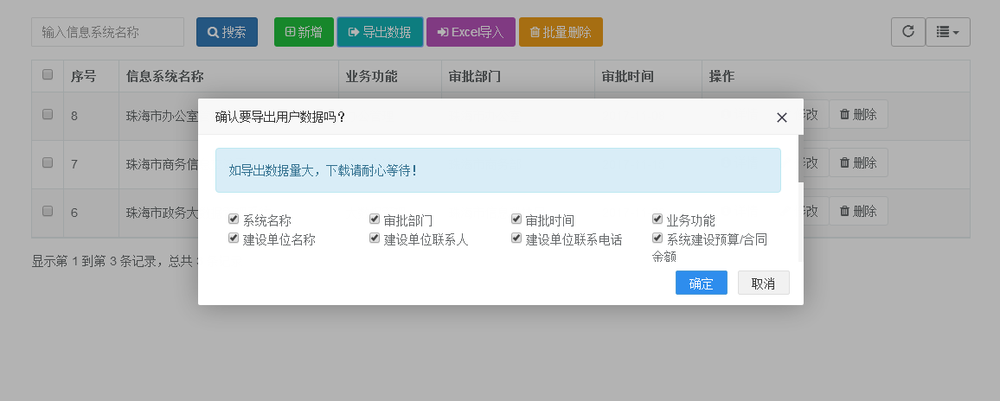 输入信息系统名称 搜索 新增 导出数据 Excel导入 批量删除
序号 信息系统名称 业务功能 审批部门 审批时间 操作
确认要导出用户数据吗？
8 珠海市办公室 改 删除
如导出数据量大，下载请耐心等待！
7 珠海市商务信 改 删除
6 珠海市政务大 改 删除
系统名称 审批部门 审批时间 业务功能
建设单位名称 建设单位联系人 建设单位联系电话 系统建设预算/合同
金额
显示第 1 到第 3 条记录，总共
确定 取消